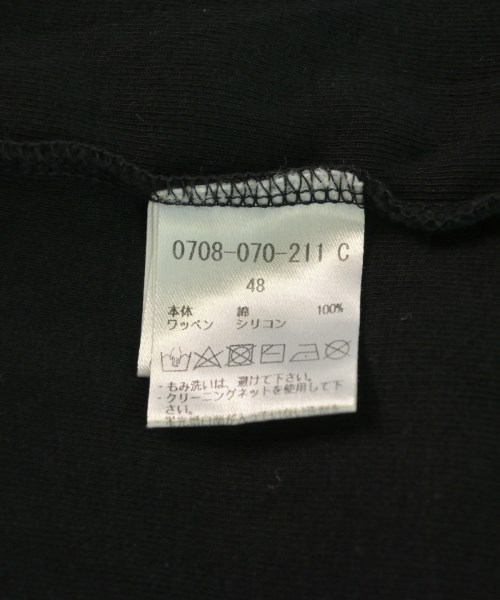 0708-070-211 C
48
本体 綿 100%
ワッペン シリコン
・もみ洗いは、避けて下さい。
・クリーニングネットを使用して下
さい。